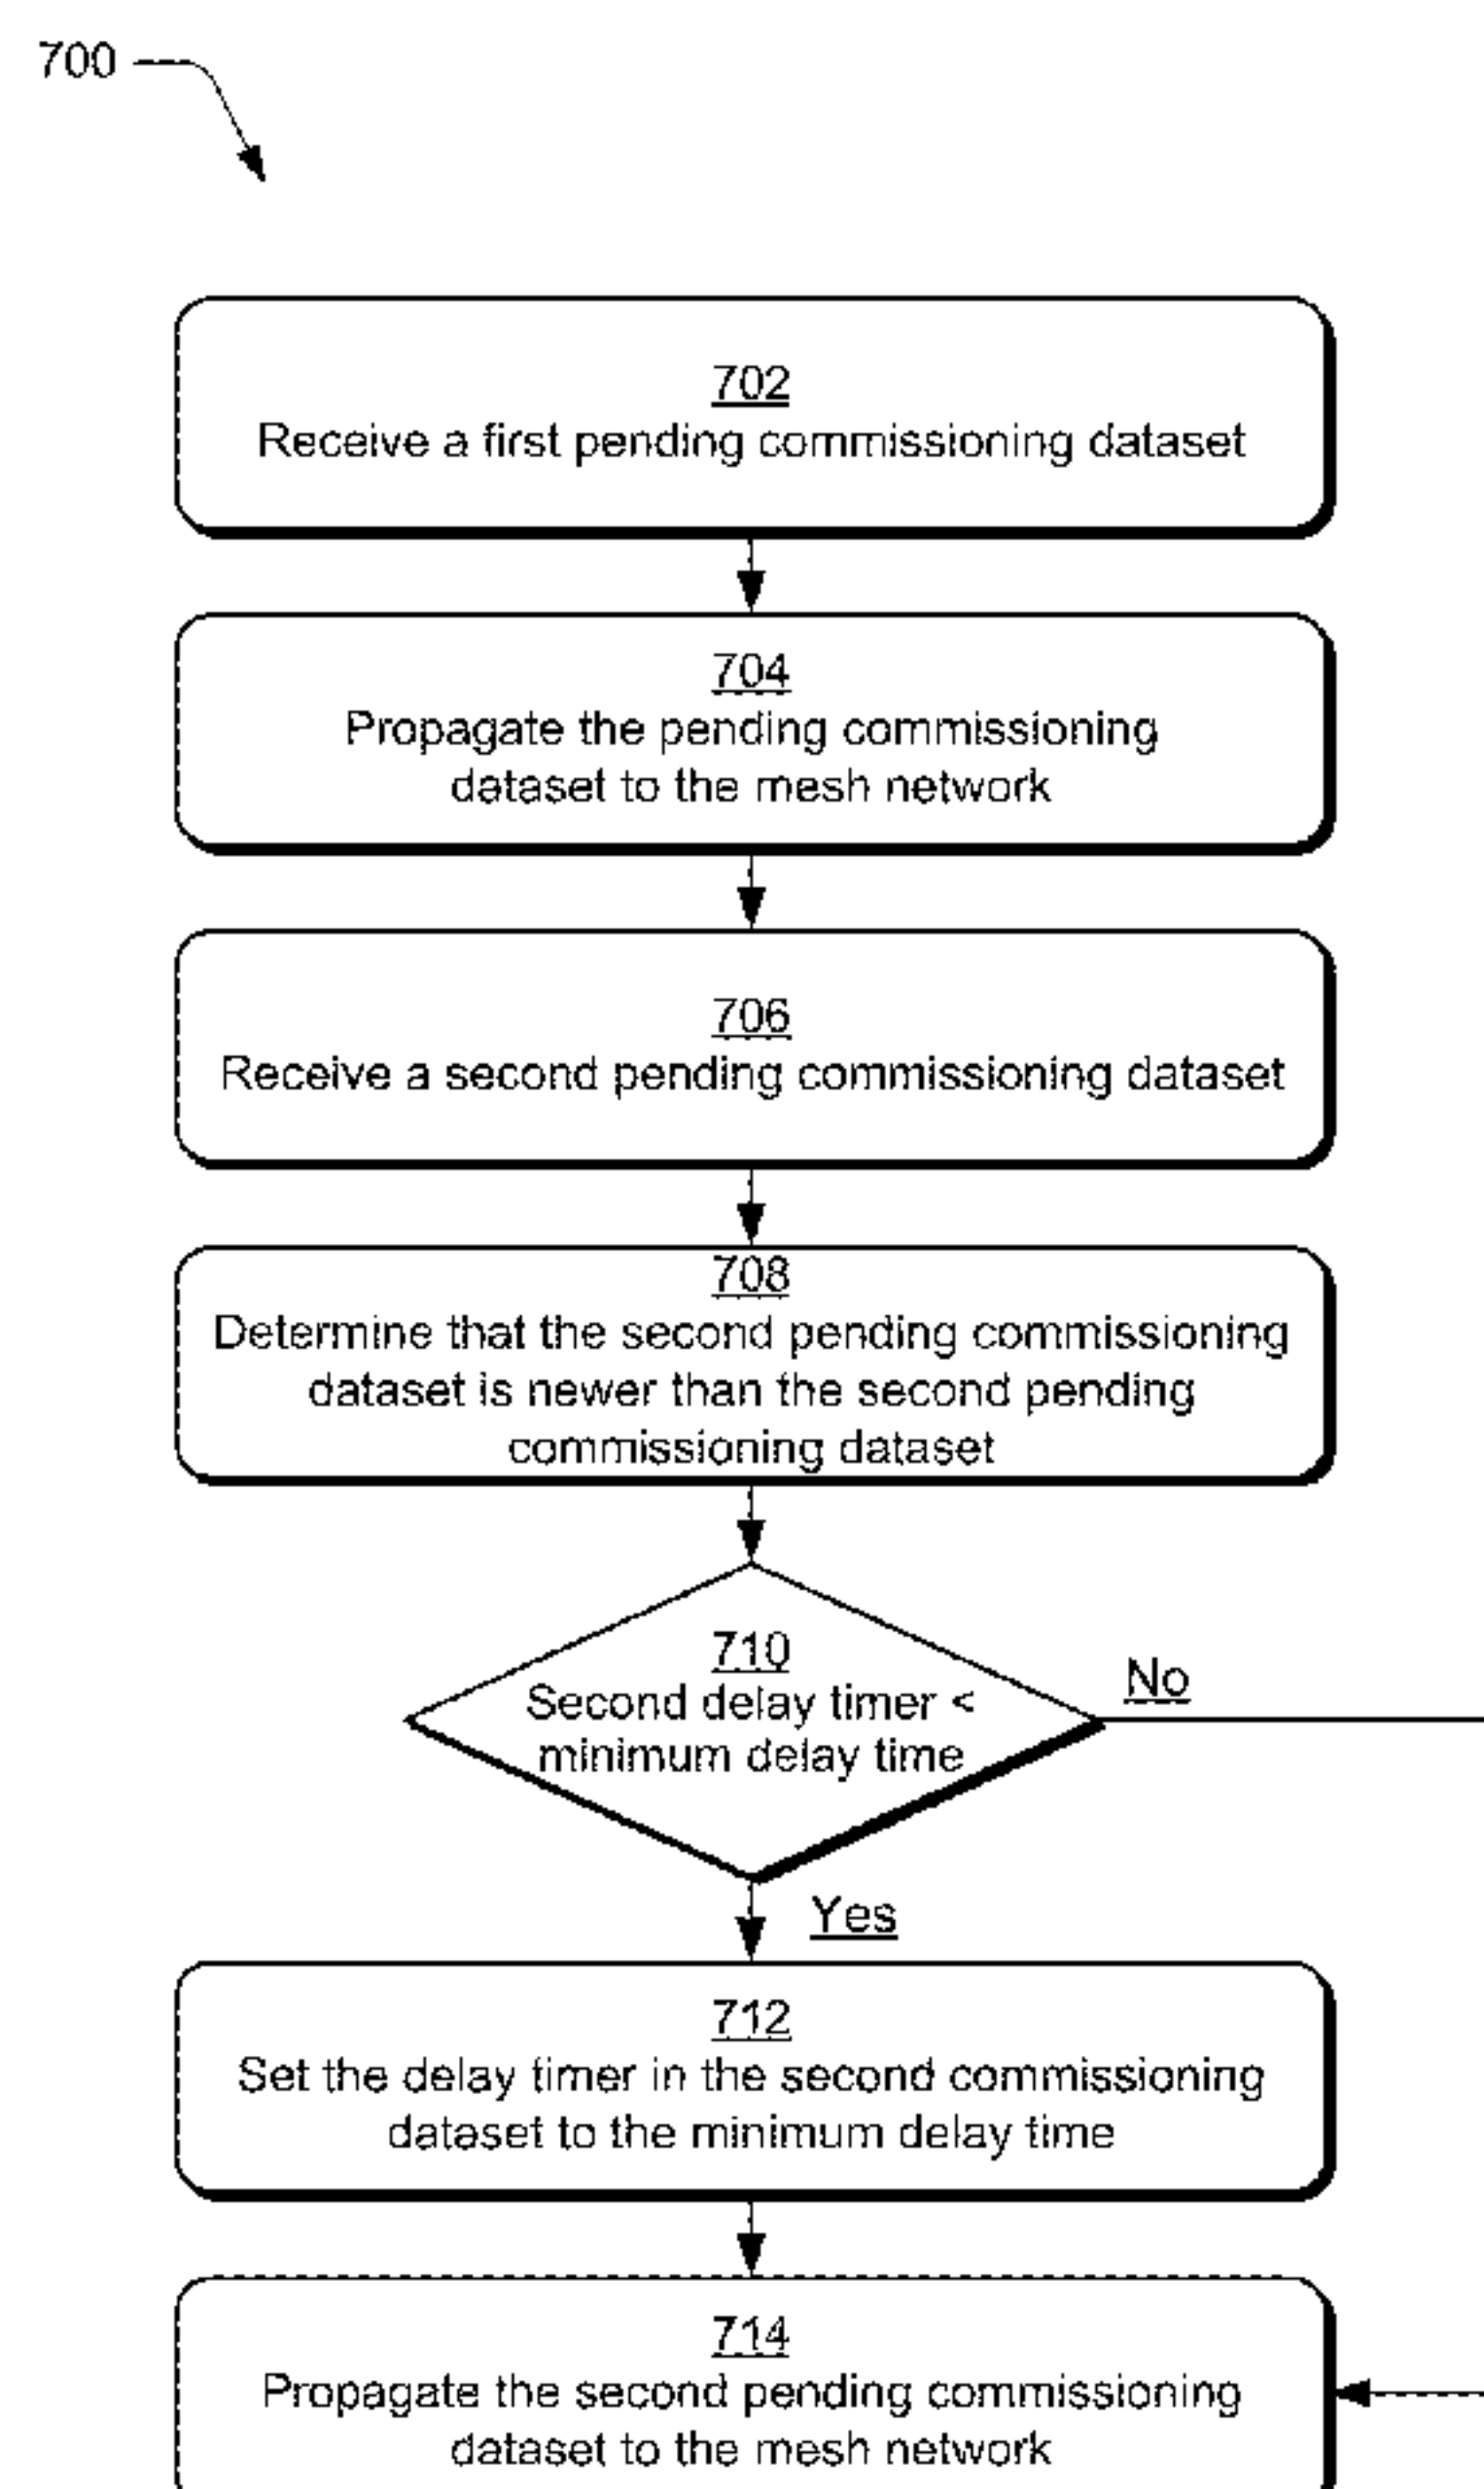 700
702
Receive a first pending commissioning dataset
704
Propagate the pending commissioning
dataset to the mesh network
706
Receive a second pending commissioning dataset
708
Determine that the second pending commissioning
dataset is newer than the second pending
commissioning dataset
710
Second delay timer <
minimum delay time
No
Yes
712
Set the delay timer in the second commissioning
dataset to the minimum delay time
714
Propagate the second pending commissioning
dataset to the mesh network